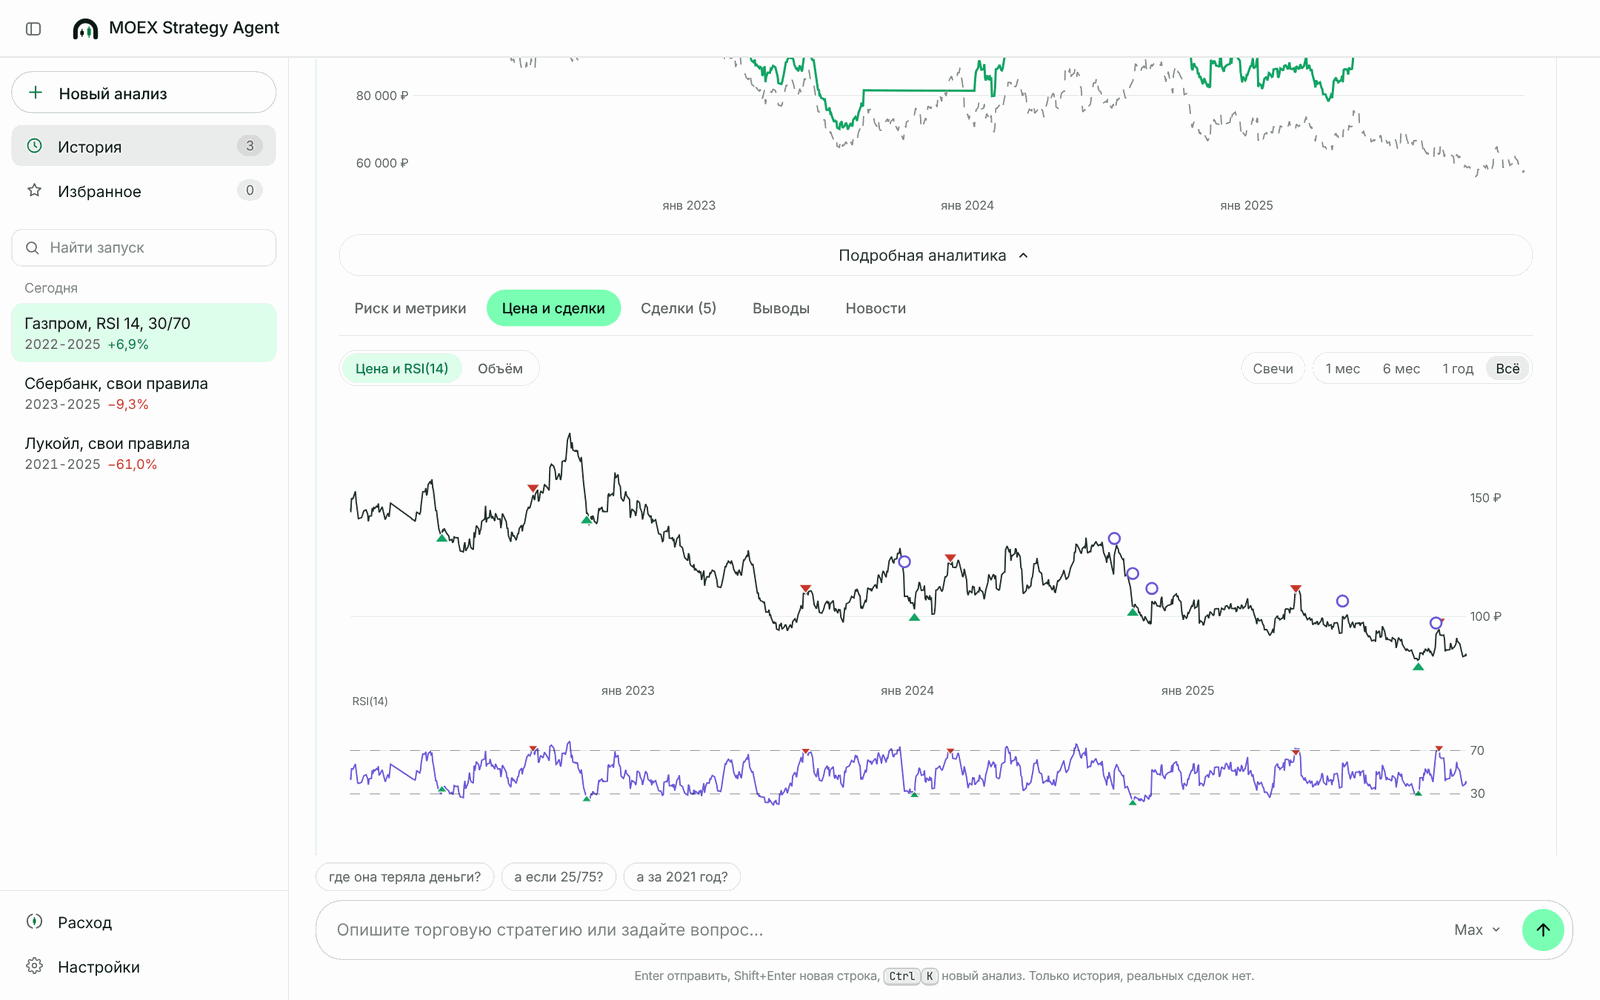 MOEX Strategy Agent
Новый анализ
История 3
Избранное 0
Найти запуск
Сегодня
Газпром, RSI 14, 30/70
2022-2025 +6,9%
Сбербанк, свои правила
2023-2025 −9,3%
Лукойл, свои правила
2021-2025 −61,0%
Расход
Настройки
80 000 ₽
60 000 ₽
янв 2023 янв 2024 янв 2025
Подробная аналитика
Риск и метрики Цена и сделки Сделки (5) Выводы Новости
Цена и RSI(14) Объём Свечи 1 мес 6 мес 1 год Всё
150 ₽
100 ₽
янв 2023 янв 2024 янв 2025
RSI(14)
70
30
где она теряла деньги? а если 25/75? а за 2021 год?
Опишите торговую стратегию или задайте вопрос... Max
Enter отправить, Shift+Enter новая строка, Ctrl K новый анализ. Только история, реальных сделок нет.